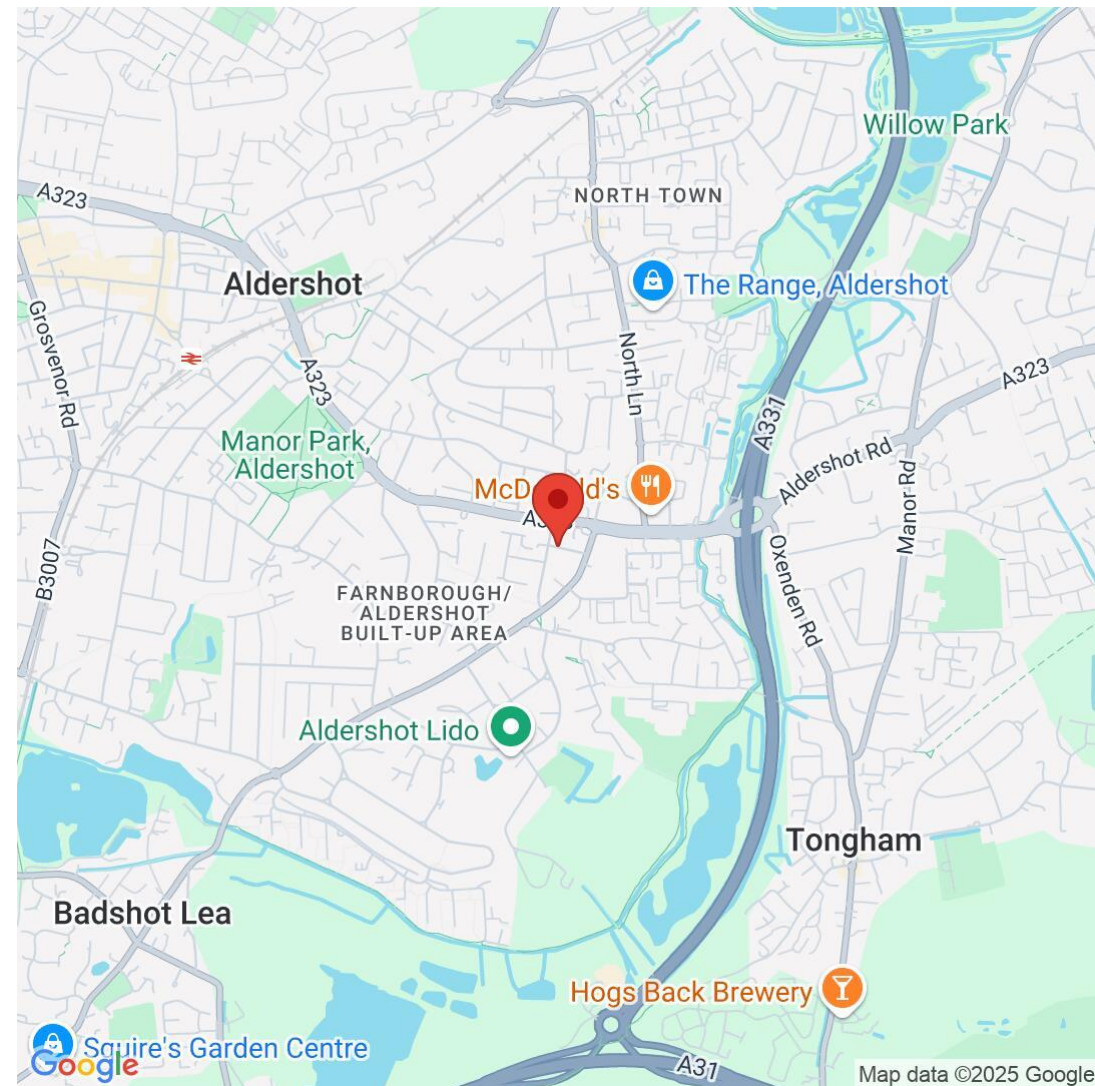 Willow Park
A323
NORTH TOWN
Aldershot
The Range, Aldershot
Grosvenor Rd
North Ln
A323
A323
A331
Manor Park,
Aldershot
Aldershot Rd
Manor Rd
McD
ld's
B3007
Oxenden Rd
FARNBOROUGH/
ALDERSHOT
BUILT-UP AREA
Aldershot Lido
Tongham
Badshot Lea
Hogs Back Brewery
Squire's Garden Centre
Google
A31
Map data ©2025 Google